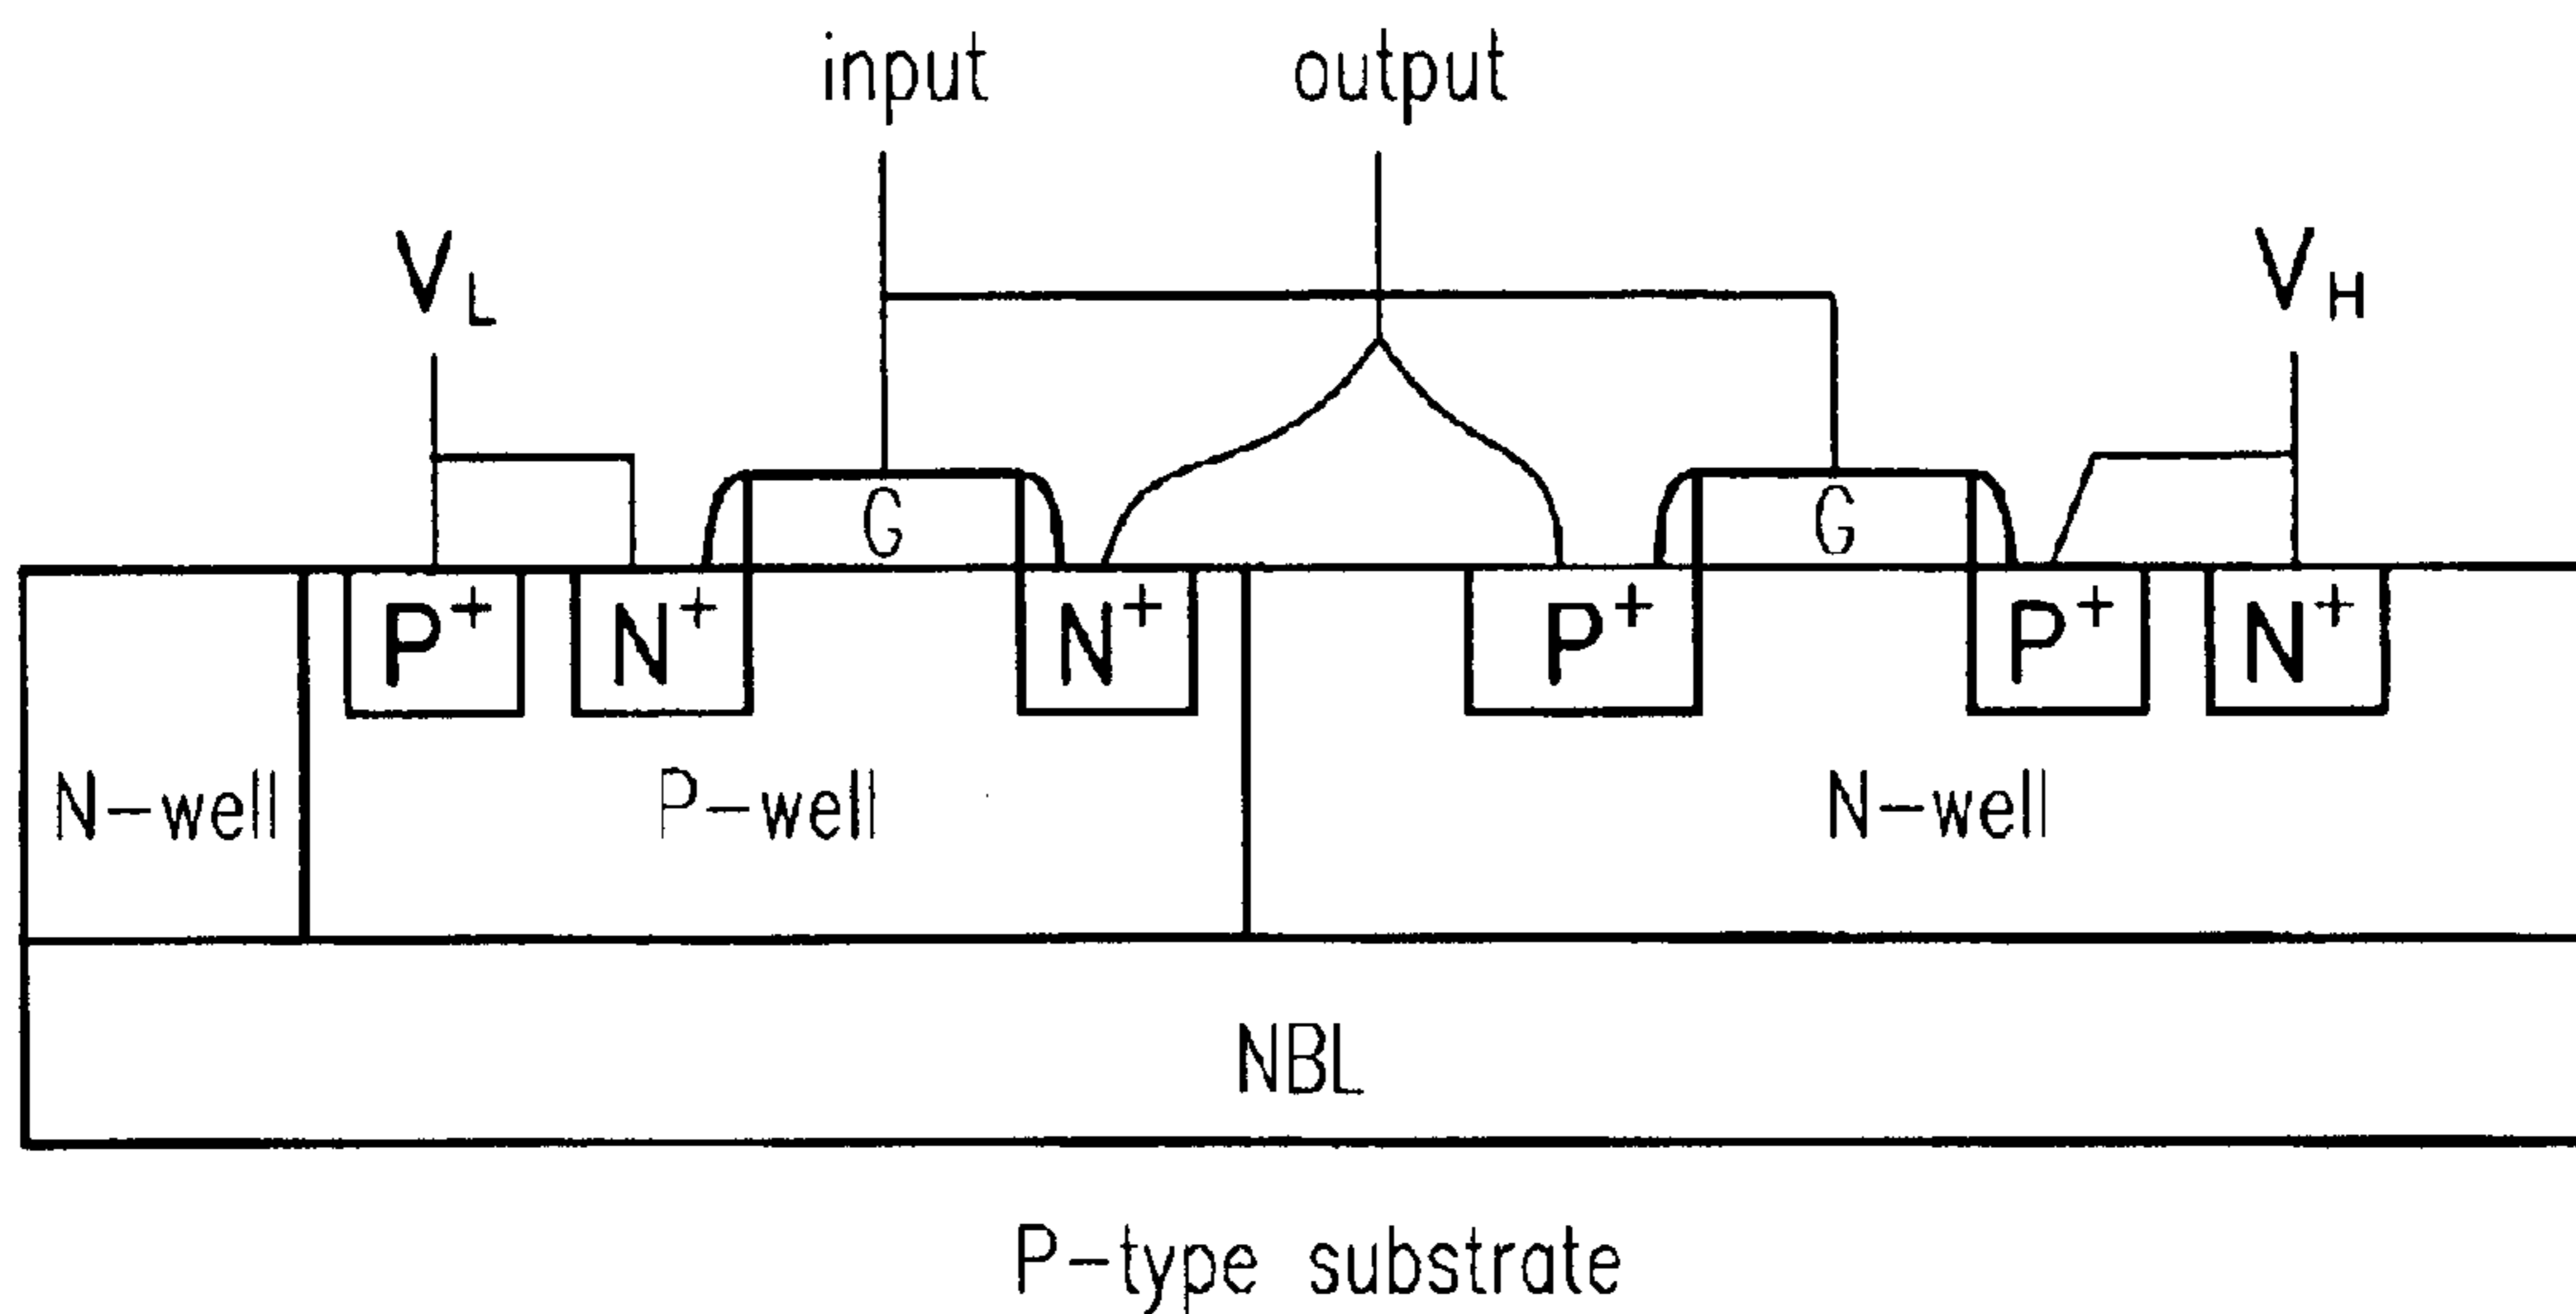 input output
V_L V_H
G G
P⁺ N⁺ N⁺ P⁺ P⁺ N⁺
N-well P-well N-well
NBL
P-type substrate